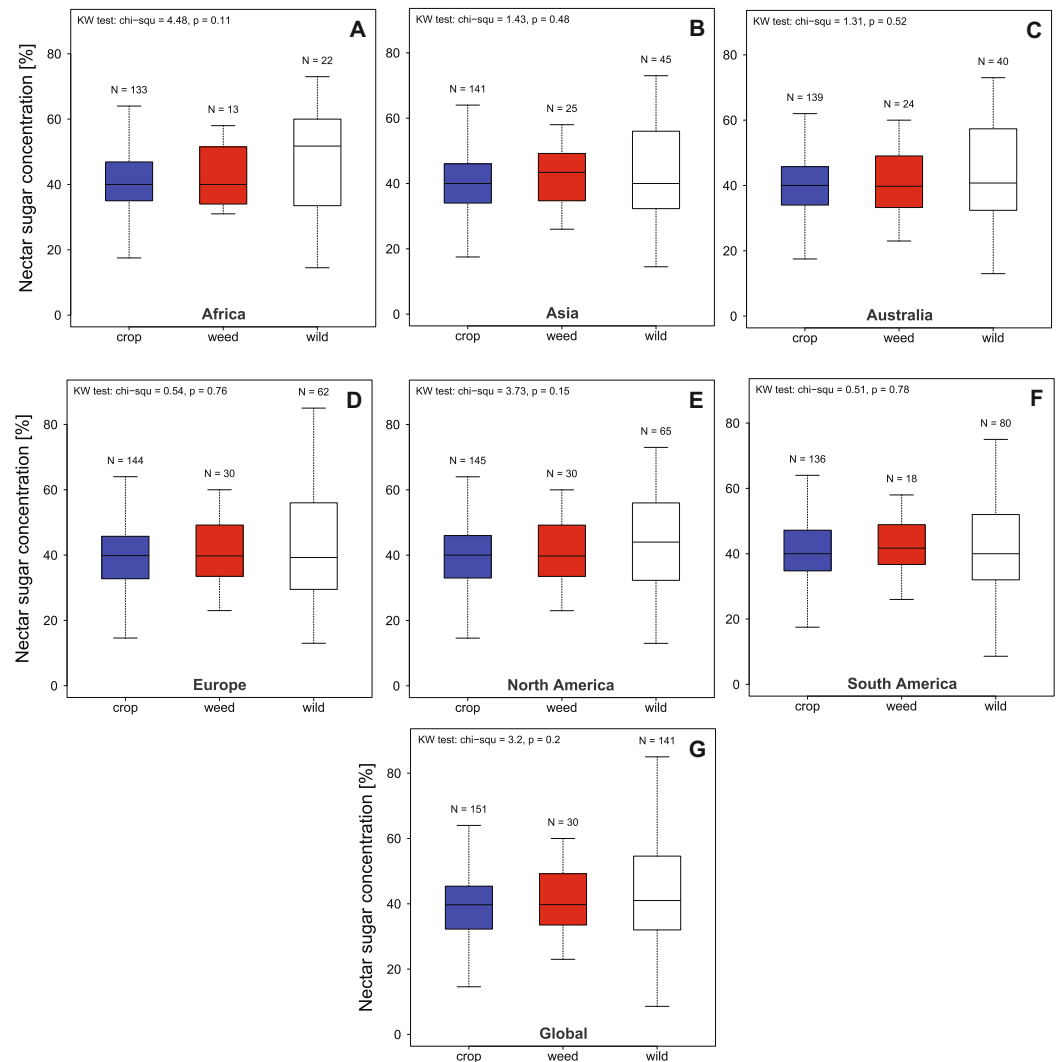 KW test: chi-squ = 4.48, p = 0.11
A
Nectar sugar concentration [%]
80
60
40
20
0
N = 133
N = 13
N = 22
Africa
crop
weed
wild
KW test: chi-squ = 1.43, p = 0.48
B
80
60
40
20
0
N = 141
N = 25
N = 45
Asia
crop
weed
wild
KW test: chi-squ = 1.31, p = 0.52
C
80
60
40
20
0
N = 139
N = 24
N = 40
Australia
crop
weed
wild
KW test: chi-squ = 0.54, p = 0.76
D
Nectar sugar concentration [%]
80
60
40
20
0
N = 144
N = 30
N = 62
Europe
crop
weed
wild
KW test: chi-squ = 3.73, p = 0.15
E
80
60
40
20
0
N = 145
N = 30
N = 65
North America
crop
weed
wild
KW test: chi-squ = 0.51, p = 0.78
F
80
60
40
20
0
N = 136
N = 18
N = 80
South America
crop
weed
wild
KW test: chi-squ = 3.2, p = 0.2
G
Nectar sugar concentration [%]
80
60
40
20
0
N = 151
N = 30
N = 141
Global
crop
weed
wild